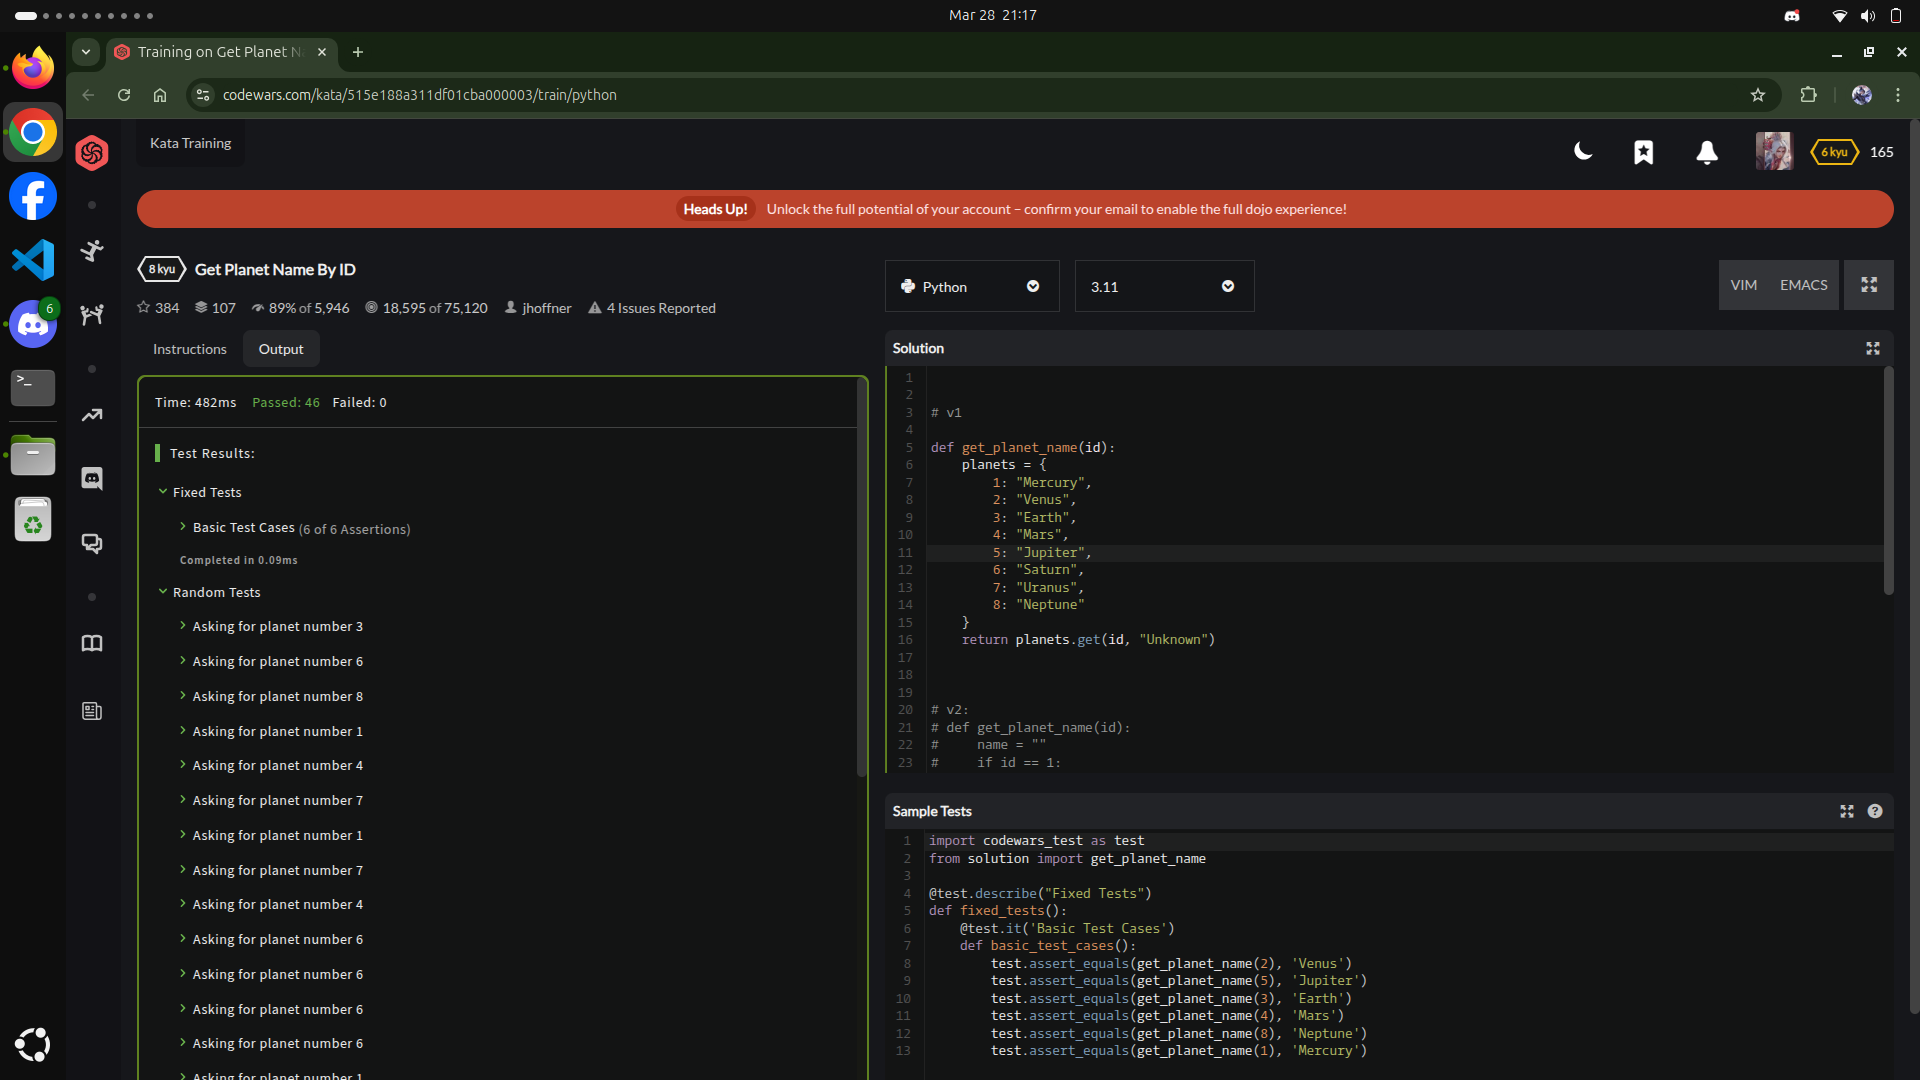 Mar 28 21:17
Training on Get Planet N
codewars.com/kata/515e188a311df01cba000003/train/python
6
>_
Kata Training
6 kyu
165
Heads Up! Unlock the full potential of your account – confirm your email to enable the full dojo experience!
8 kyu Get Planet Name By ID
384 107 89% of 5,946 18,595 of 75,120 jhoffner 4 Issues Reported
Python
3.11
VIM EMACS
Instructions Output
Time: 482ms Passed: 46 Failed: 0
Test Results:
Fixed Tests
Basic Test Cases (6 of 6 Assertions)
Completed in 0.09ms
Random Tests
Asking for planet number 3
Asking for planet number 6
Asking for planet number 8
Asking for planet number 1
Asking for planet number 4
Asking for planet number 7
Asking for planet number 1
Asking for planet number 7
Asking for planet number 4
Asking for planet number 6
Asking for planet number 6
Asking for planet number 6
Asking for planet number 6
Asking for planet number 1
Solution
1
2
3 # v1
4
5 def get_planet_name(id):
6     planets = {
7         1: "Mercury",
8         2: "Venus",
9         3: "Earth",
10         4: "Mars",
11         5: "Jupiter",
12         6: "Saturn",
13         7: "Uranus",
14         8: "Neptune"
15     }
16     return planets.get(id, "Unknown")
17
18
19
20 # v2:
21 # def get_planet_name(id):
22 #     name = ""
23 #     if id == 1:
Sample Tests
1 import codewars_test as test
2 from solution import get_planet_name
3
4 @test.describe("Fixed Tests")
5 def fixed_tests():
6     @test.it('Basic Test Cases')
7     def basic_test_cases():
8         test.assert_equals(get_planet_name(2), 'Venus')
9         test.assert_equals(get_planet_name(5), 'Jupiter')
10         test.assert_equals(get_planet_name(3), 'Earth')
11         test.assert_equals(get_planet_name(4), 'Mars')
12         test.assert_equals(get_planet_name(8), 'Neptune')
13         test.assert_equals(get_planet_name(1), 'Mercury')